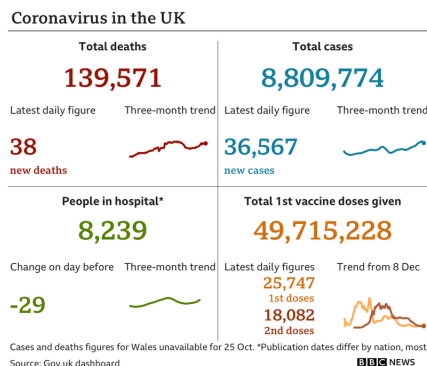 Coronavirus in the UK
Total deaths
139,571
Latest daily figure Three-month trend
38
new deaths
Total cases
8,809,774
Latest daily figure Three-month trend
36,567
new cases
People in hospital*
8,239
Change on day before Three-month trend
-29
Total 1st vaccine doses given
49,715,228
Latest daily figures Trend from 8 Dec
25,747
1st doses
18,082
2nd doses
Cases and deaths figures for Wales unavailable for 25 Oct. *Publication dates differ by nation, most
Source: Gov.uk dashboard
BBC NEWS